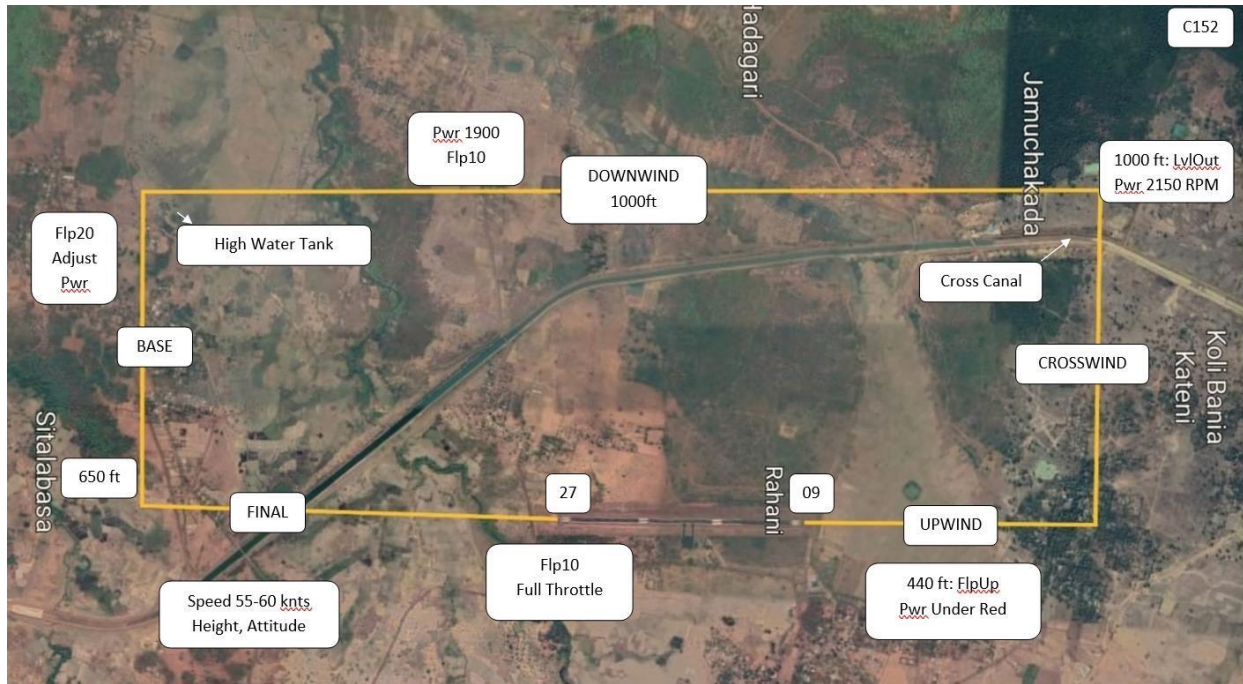 Hadagari
C152
Jamuchakada
Pwr 1900
Flp10
DOWNWIND
1000ft
1000 ft: LvlOut
Pwr 2150 RPM
Flp20
Adjust
Pwr
High Water Tank
Cross Canal
BASE
CROSSWIND
Koli Bania
Kateni
Sitalabasa
650 ft
FINAL
27
Rahani
09
UPWIND
Flp10
Full Throttle
440 ft: FlpUp
Pwr Under Red
Speed 55-60 knts
Height, Attitude